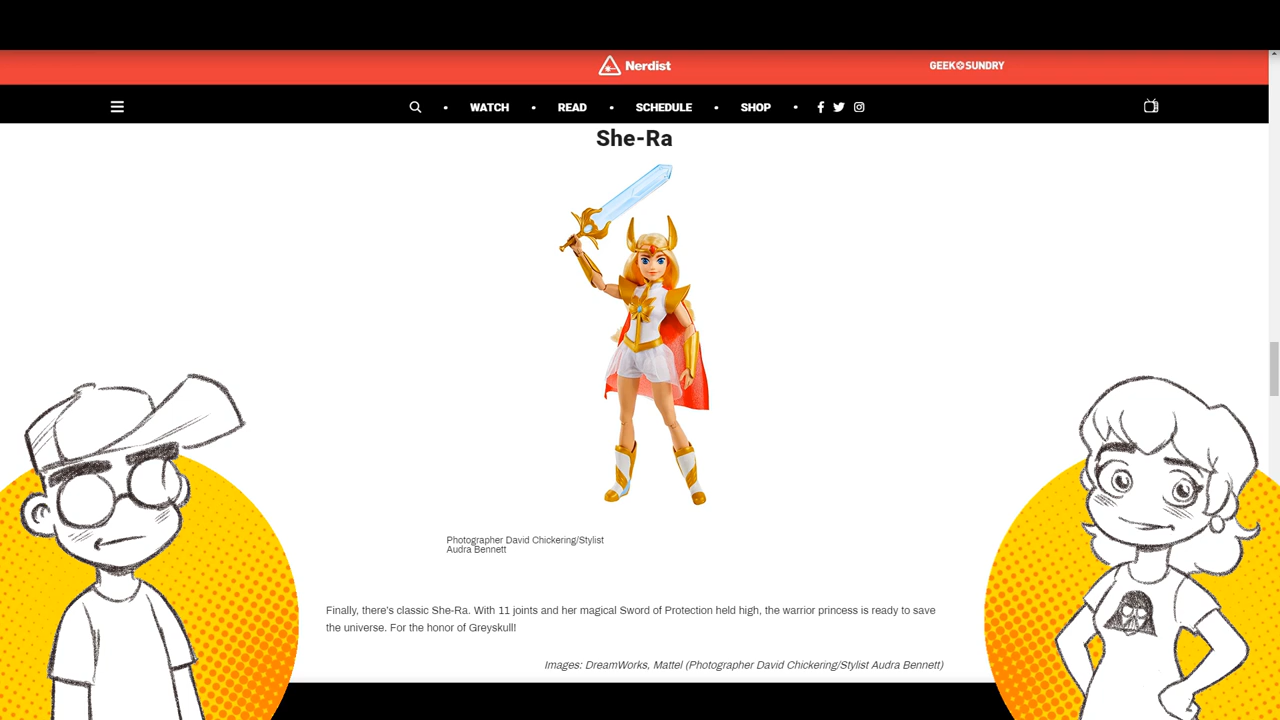 Nerdist
GEEK & SUNDRY
WATCH • READ • SCHEDULE • SHOP
She-Ra
Photographer David Chickering/Stylist
Audra Bennett
Finally, there's classic She-Ra. With 11 joints and her magical Sword of Protection held high, the warrior princess is ready to save
the universe. For the honor of Greyskull!
Images: DreamWorks, Mattel (Photographer David Chickering/Stylist Audra Bennett)